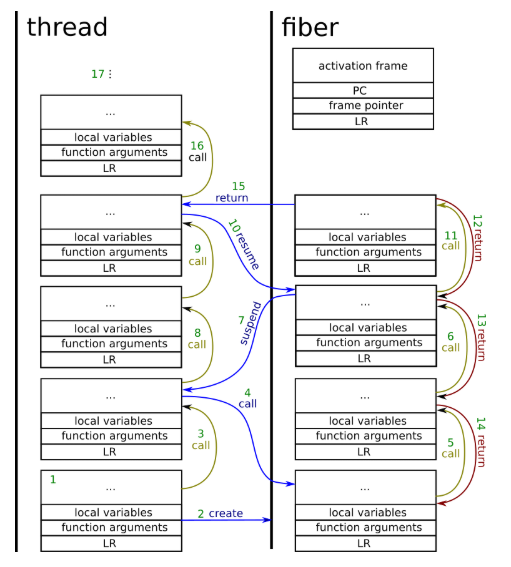 thread
fiber
17 ⋮
activation frame
PC
frame pointer
LR
...
local variables
function arguments
LR
16
call
15
return
...
local variables
function arguments
LR
10 resume
...
local variables
function arguments
LR
11
call
12
return
9
call
...
local variables
function arguments
LR
7
suspend
...
local variables
function arguments
LR
6
call
13
return
8
call
...
local variables
function arguments
LR
4
call
...
local variables
function arguments
LR
5
call
14
return
3
call
1
...
local variables
function arguments
LR
2 create
...
local variables
function arguments
LR